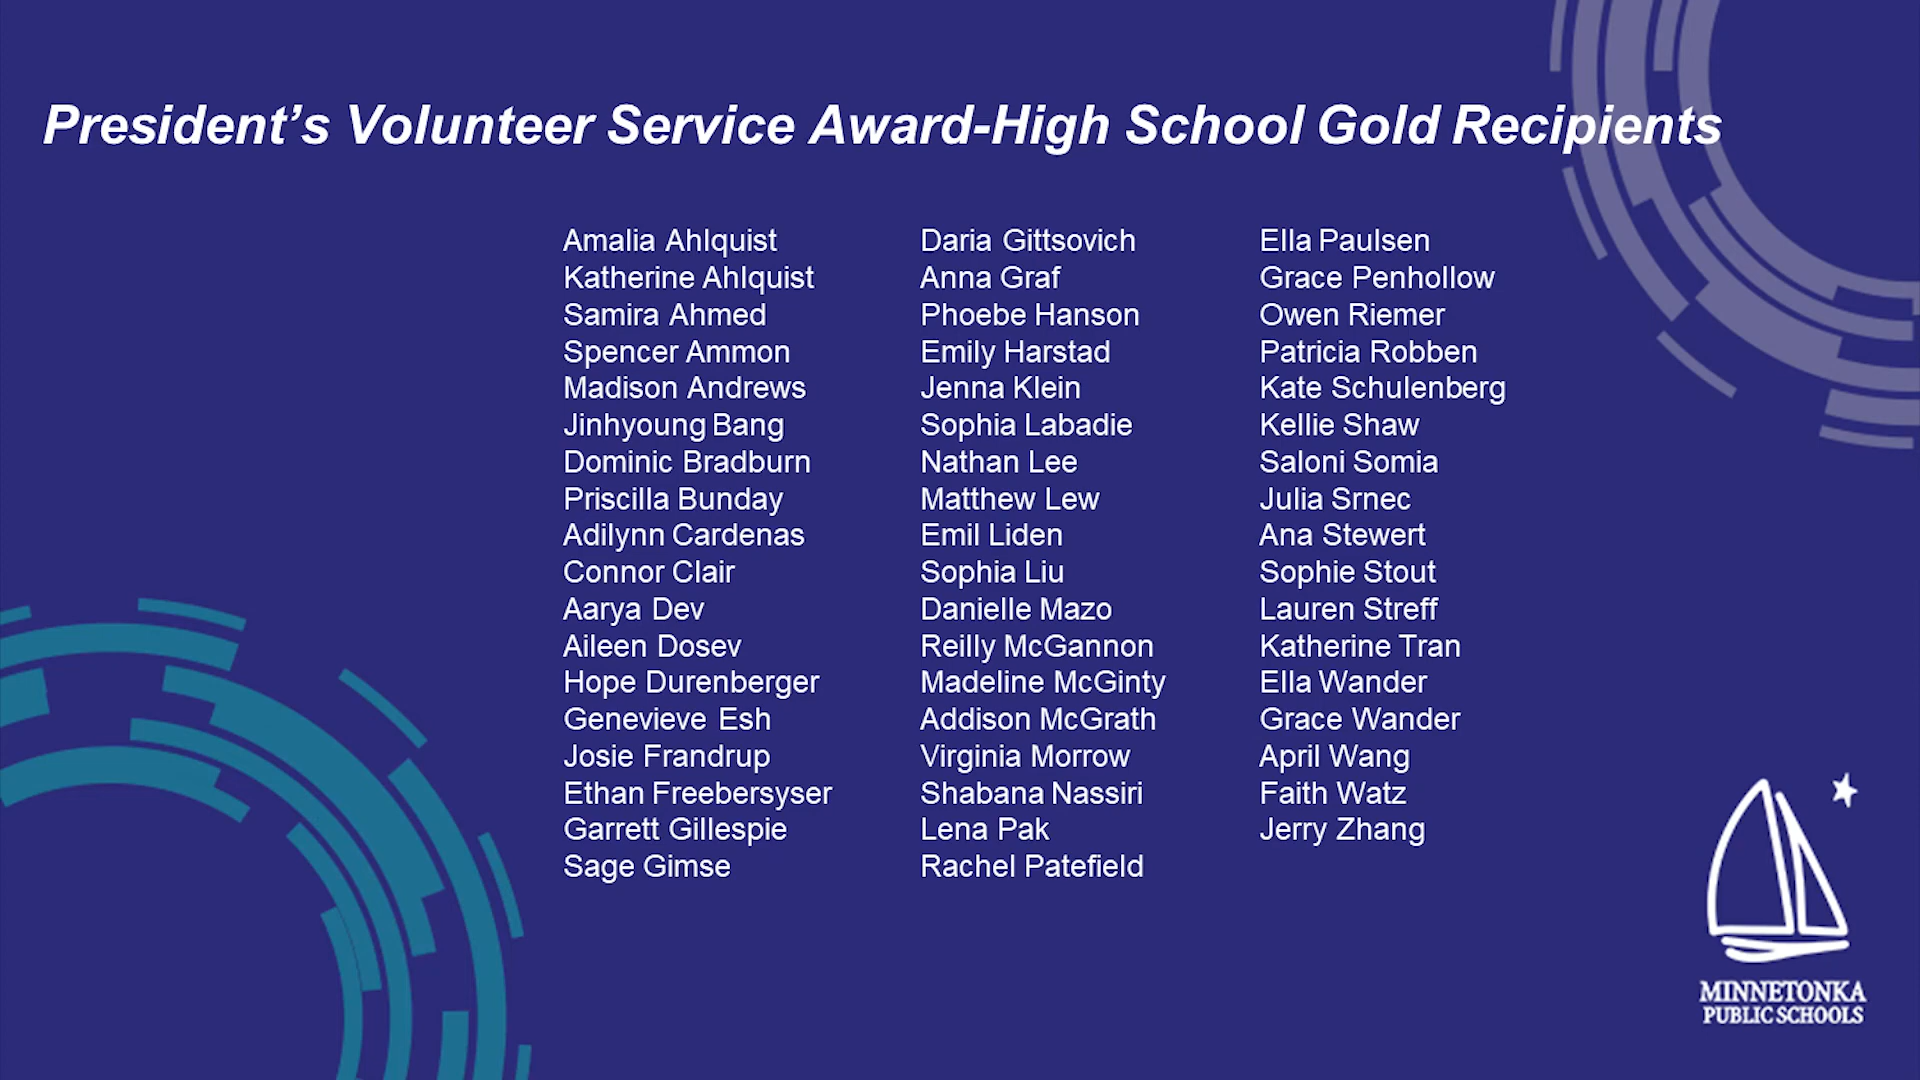 President’s Volunteer Service Award-High School Gold Recipients
Amalia Ahlquist
Katherine Ahlquist
Samira Ahmed
Spencer Ammon
Madison Andrews
Jinhyoung Bang
Dominic Bradburn
Priscilla Bunday
Adilynn Cardenas
Connor Clair
Aarya Dev
Aileen Dosev
Hope Durenberger
Genevieve Esh
Josie Frandrup
Ethan Freebersyser
Garrett Gillespie
Sage Gimse
Daria Gittsovich
Anna Graf
Phoebe Hanson
Emily Harstad
Jenna Klein
Sophia Labadie
Nathan Lee
Matthew Lew
Emil Liden
Sophia Liu
Danielle Mazo
Reilly McGannon
Madeline McGinty
Addison McGrath
Virginia Morrow
Shabana Nassiri
Lena Pak
Rachel Patefield
Ella Paulsen
Grace Penhollow
Owen Riemer
Patricia Robben
Kate Schulenberg
Kellie Shaw
Saloni Somia
Julia Srnec
Ana Stewert
Sophie Stout
Lauren Streff
Katherine Tran
Ella Wander
Grace Wander
April Wang
Faith Watz
Jerry Zhang
MINNETONKA
PUBLIC SCHOOLS